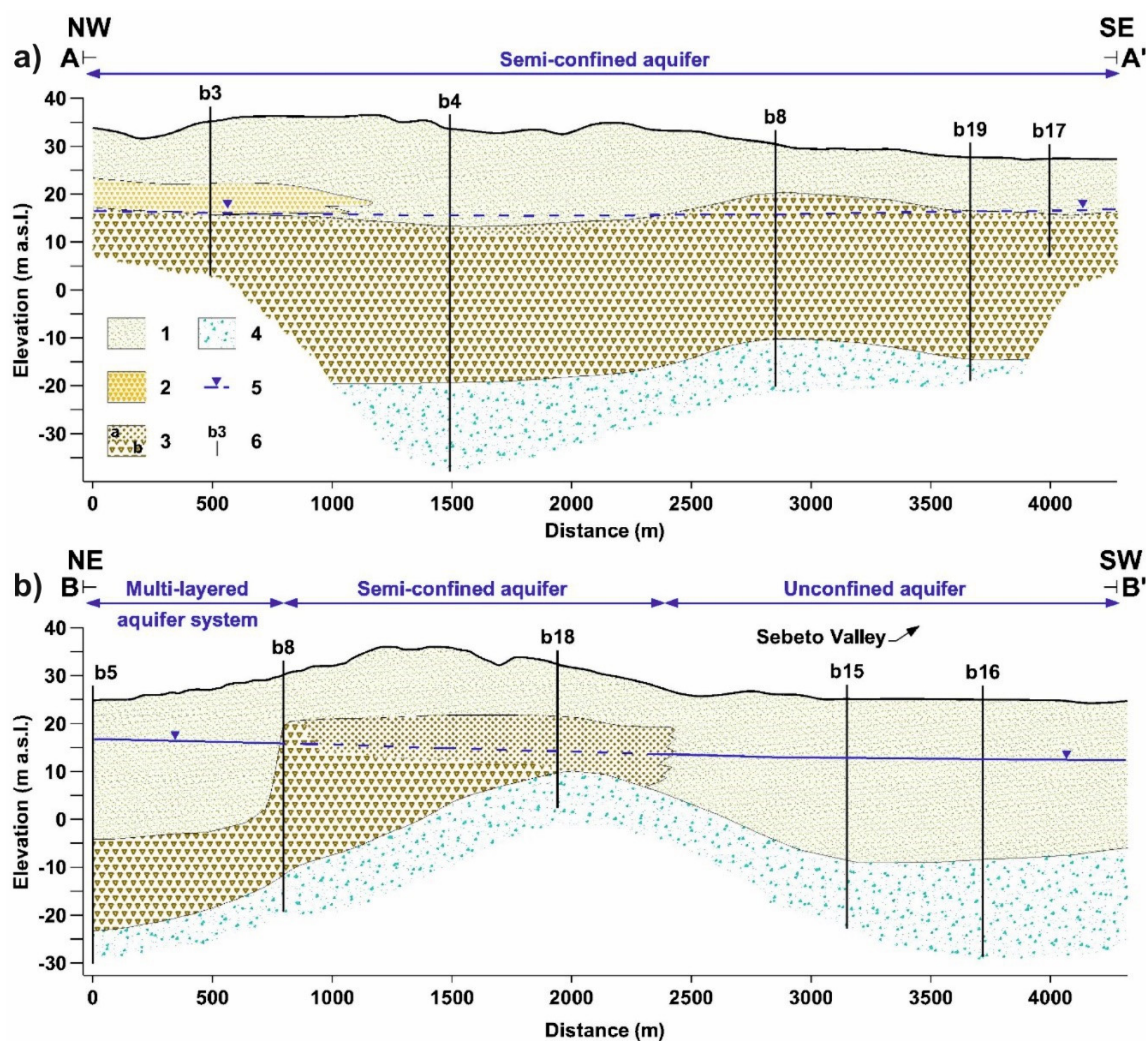 NW SE
a) A A'
Semi-confined aquifer
b3 b4 b8 b19 b17
40
30
20
10
0
-10
-20
-30
Elevation (m a.s.l.)
1 4
2 5
a b 3 b3 6
0 500 1000 1500 2000 2500 3000 3500 4000
Distance (m)
NE SW
b) B B'
Multi-layered Semi-confined aquifer Unconfined aquifer
aquifer system
Sebeto Valley
b5 b8 b18 b15 b16
40
30
20
10
0
-10
-20
-30
Elevation (m a.s.l.)
0 500 1000 1500 2000 2500 3000 3500 4000
Distance (m)